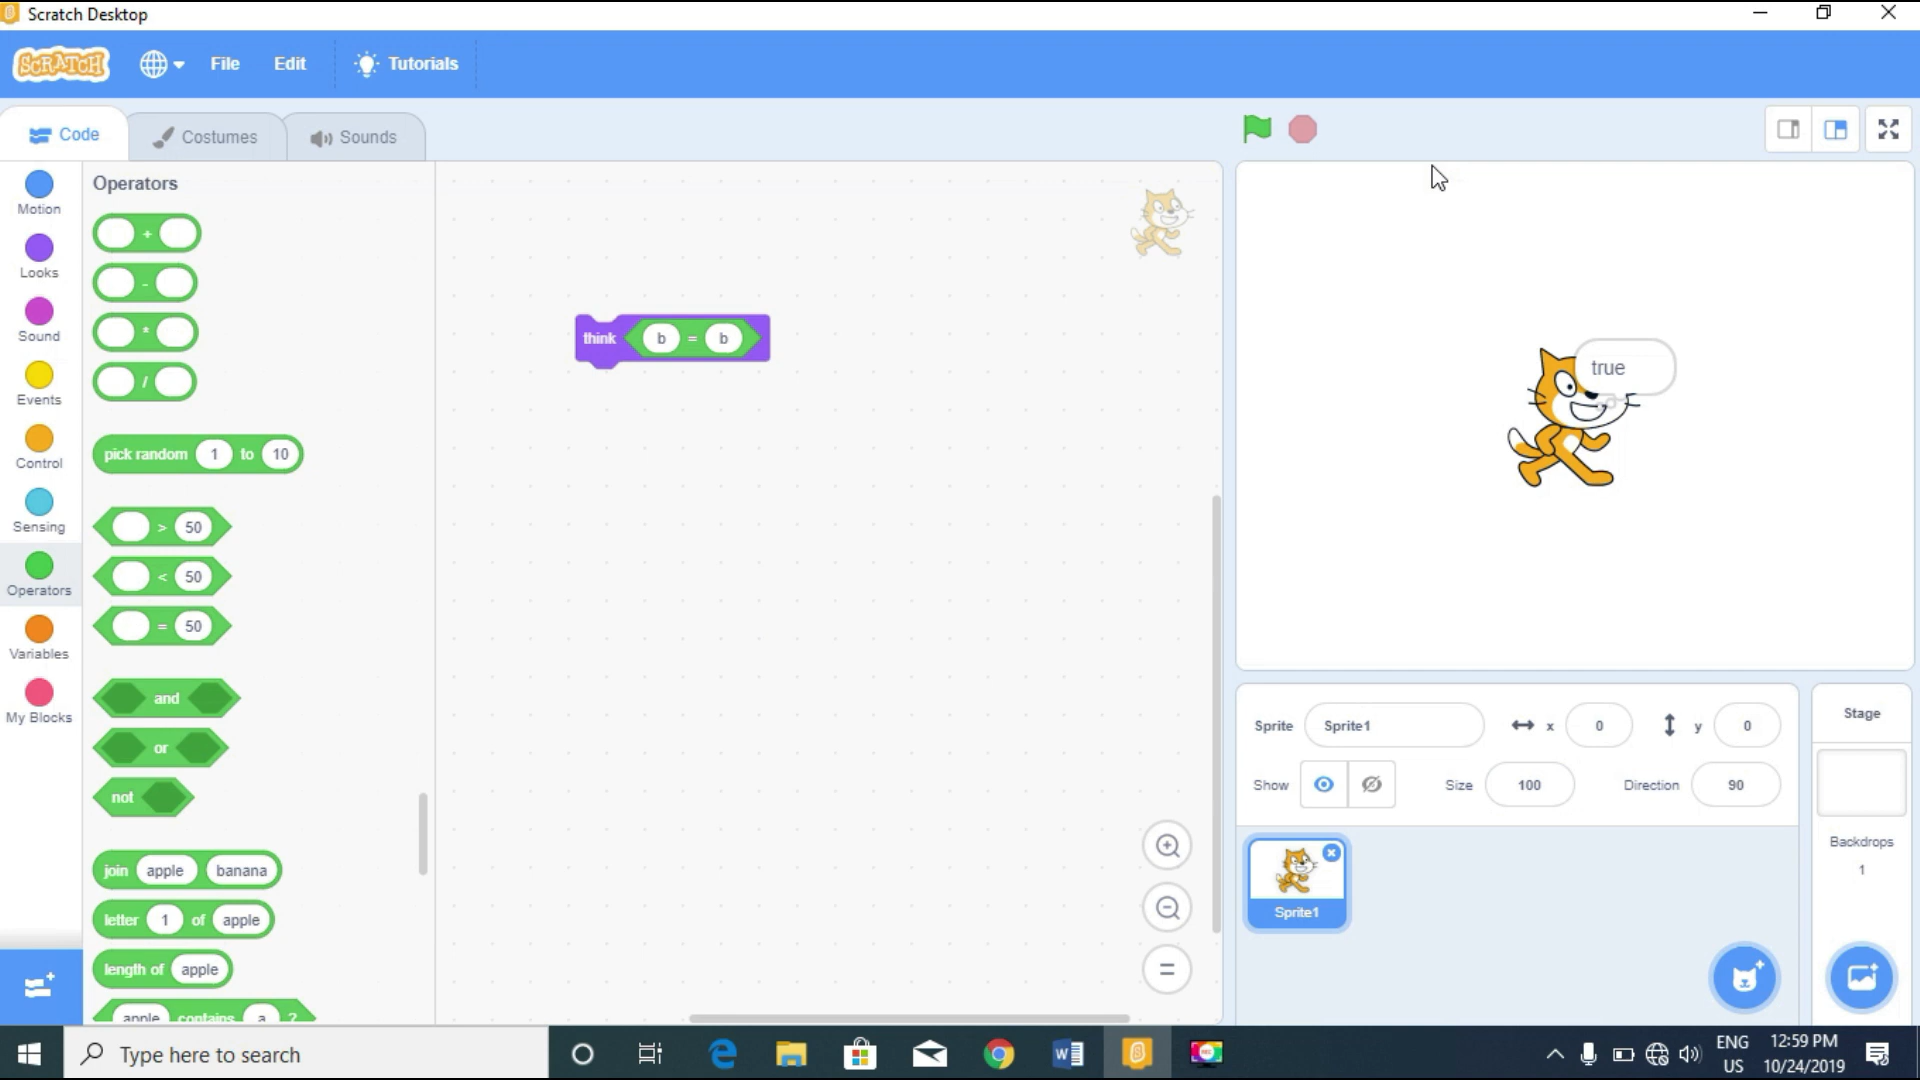 Scratch Desktop
SCRATCH
File
Edit
Tutorials
Code
Costumes
Sounds
Motion
Looks
Sound
Events
Control
Sensing
Operators
Variables
My Blocks
Operators
+
-
*
/
pick random 1 to 10
> 50
< 50
= 50
and
or
not
join apple banana
letter 1 of apple
length of apple
apple contains a ?
think b = b
true
Sprite Sprite1 x 0 y 0
Show Size 100 Direction 90
Sprite1
Stage
Backdrops
1
Type here to search
ENG
US
12:59 PM
10/24/2019